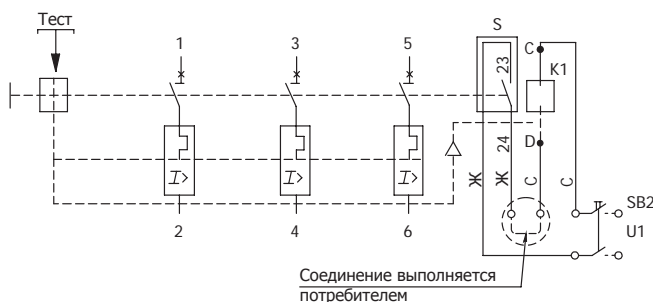 Тест
1
3
5
S
23
C
K1
24
D
Ж
Ж
C
C
SB2
U1
I>
I>
I>
2
4
6
Соединение выполняется
потребителем